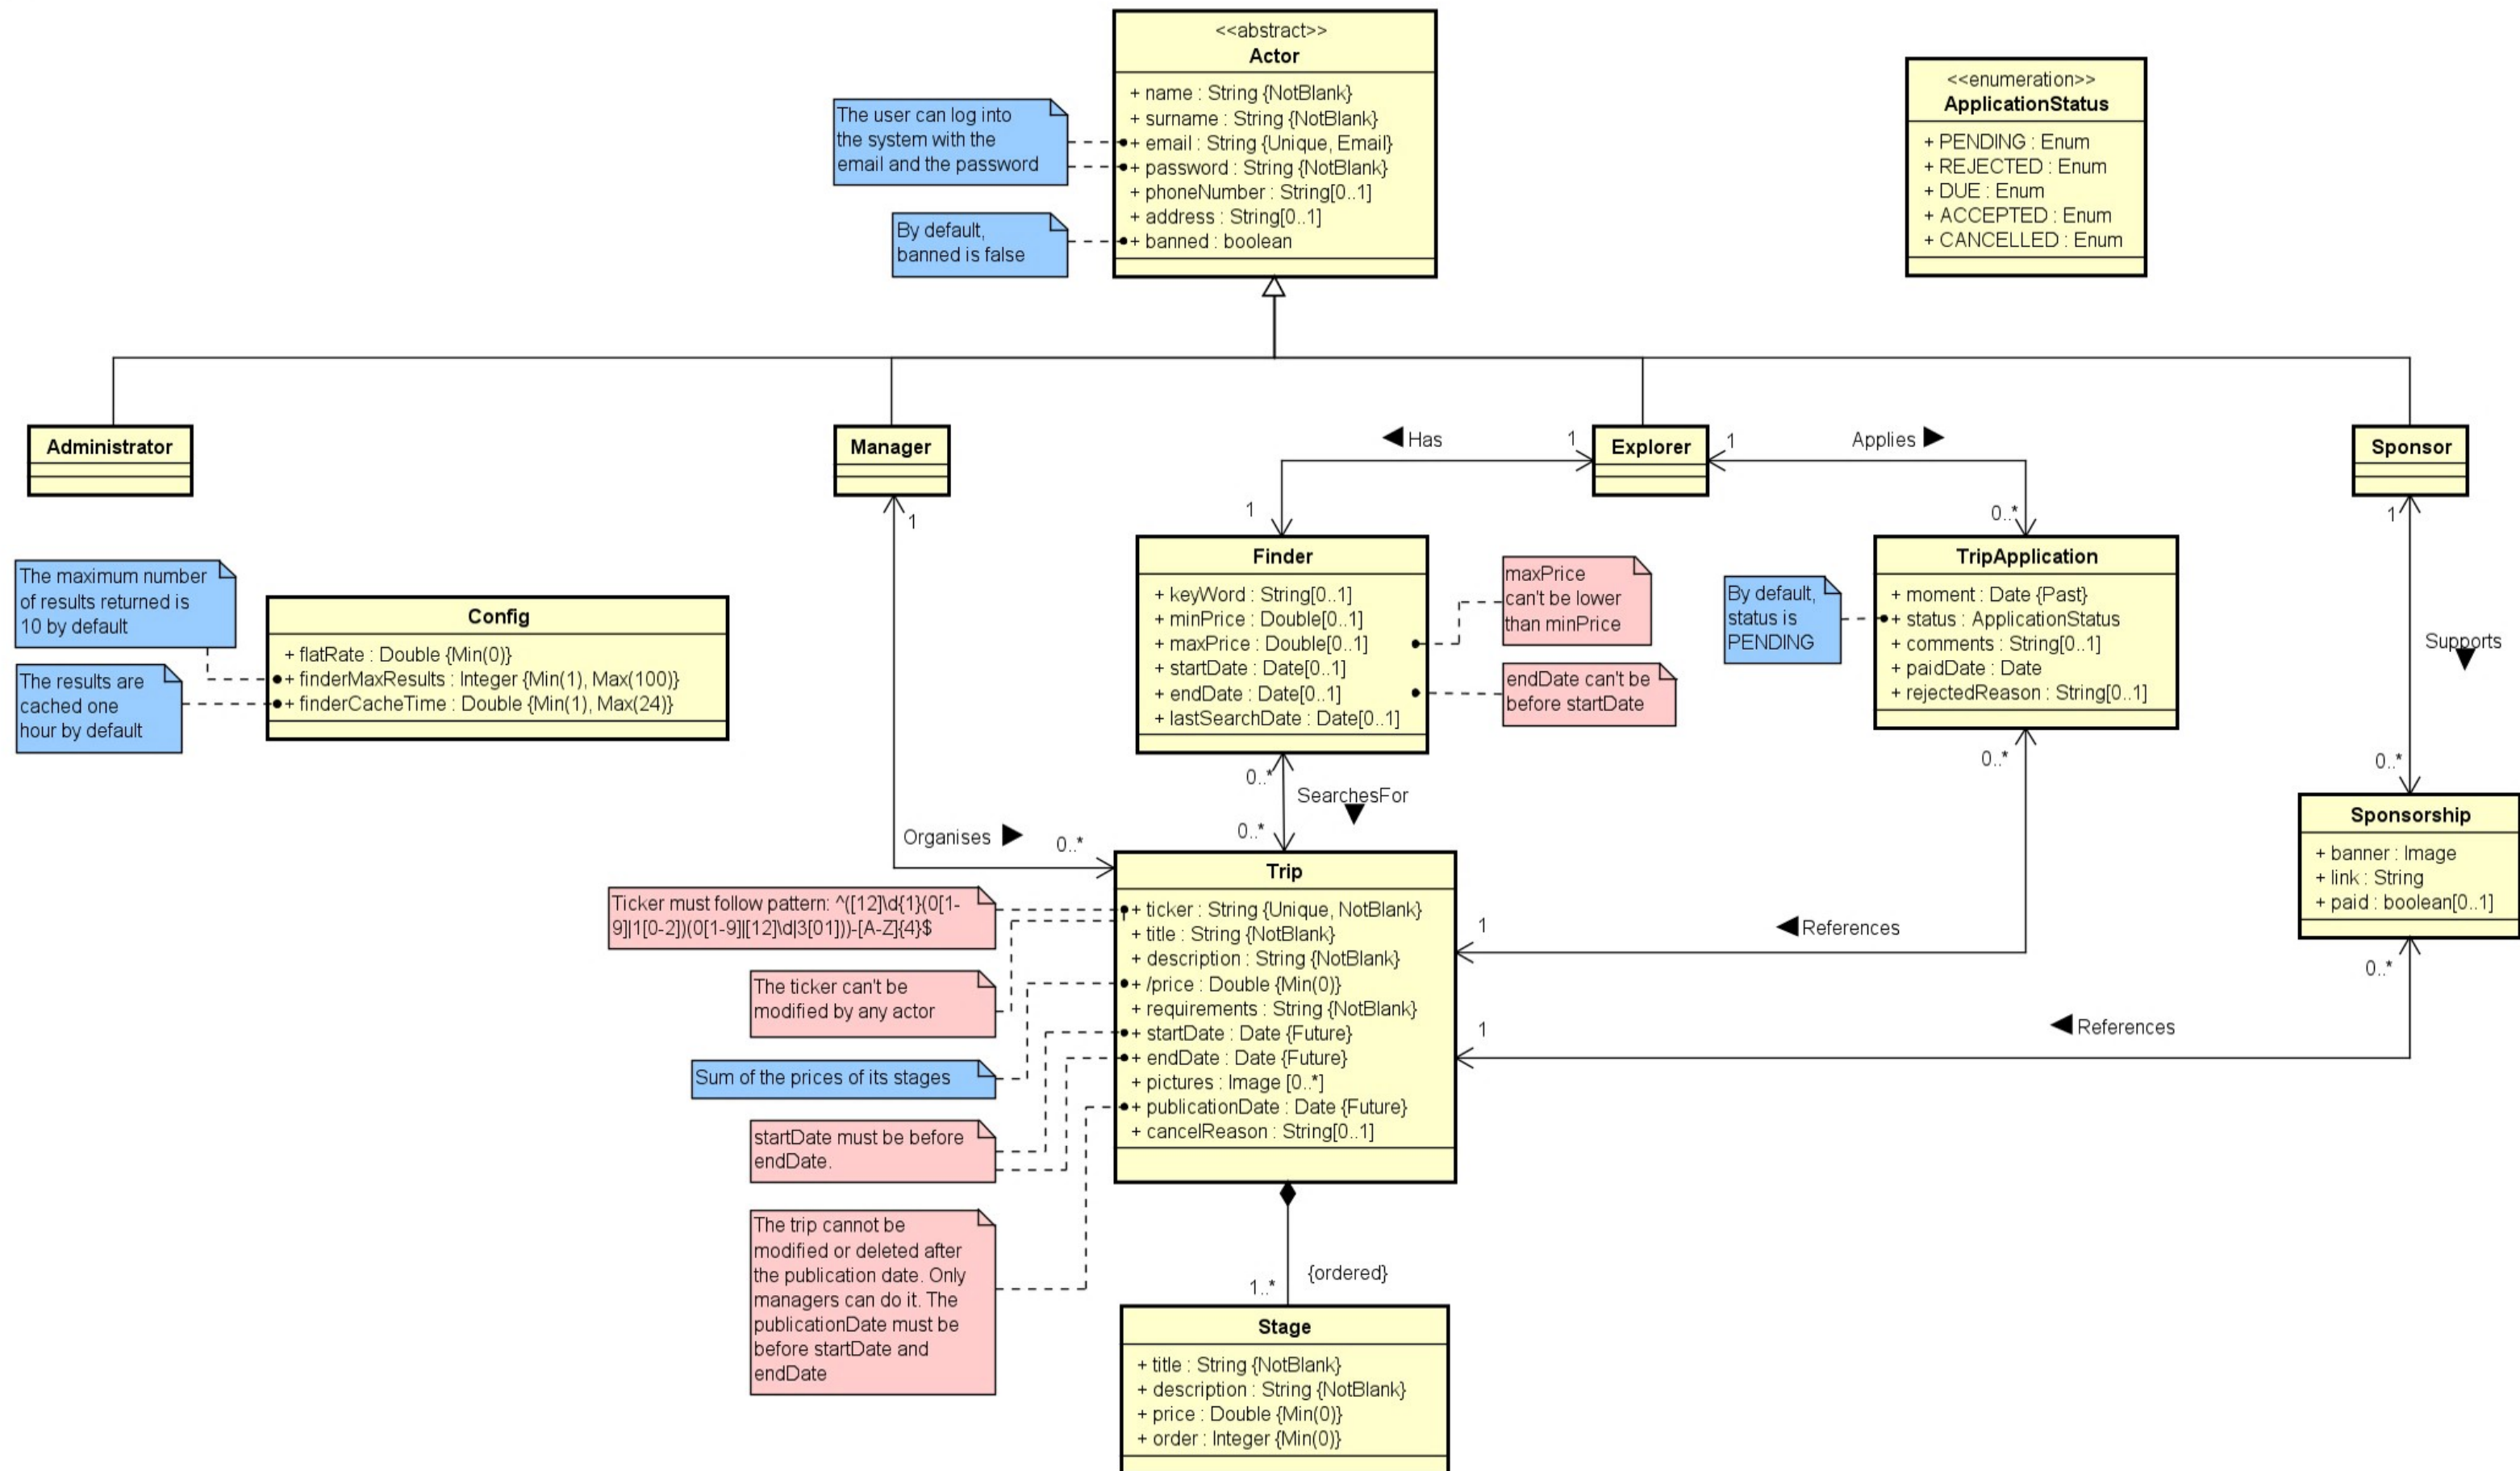 <<abstract>>
Actor
+ name : String {NotBlank}
+ surname : String {NotBlank}
+ email : String {Unique, Email}
+ password : String {NotBlank}
+ phoneNumber : String[0..1]
+ address : String[0..1]
+ banned : boolean
The user can log into
the system with the
email and the password
By default,
banned is false
<<enumeration>>
ApplicationStatus
+ PENDING : Enum
+ REJECTED : Enum
+ DUE : Enum
+ ACCEPTED : Enum
+ CANCELLED : Enum
Administrator
Manager
1
Has
1
1
Explorer
1
Applies
0..*
Sponsor
1
The maximum number
of results returned is
10 by default
The results are
cached one
hour by default
Config
+ flatRate : Double {Min(0)}
+ finderMaxResults : Integer {Min(1), Max(100)}
+ finderCacheTime : Double {Min(1), Max(24)}
Finder
+ keyWord : String[0..1]
+ minPrice : Double[0..1]
+ maxPrice : Double[0..1]
+ startDate : Date[0..1]
+ endDate : Date[0..1]
+ lastSearchDate : Date[0..1]
maxPrice
can't be lower
than minPrice
endDate can't be
before startDate
By default,
status is
PENDING
TripApplication
+ moment : Date {Past}
+ status : ApplicationStatus
+ comments : String[0..1]
+ paidDate : Date
+ rejectedReason : String[0..1]
Supports
0..*
0..*
0..*
SearchesFor
0..*
Organises
0..*
Sponsorship
+ banner : Image
+ link : String
+ paid : boolean[0..1]
0..*
Trip
+ ticker : String {Unique, NotBlank}
+ title : String {NotBlank}
+ description : String {NotBlank}
+ /price : Double {Min(0)}
+ requirements : String {NotBlank}
+ startDate : Date {Future}
+ endDate : Date {Future}
+ pictures : Image [0..*]
+ publicationDate : Date {Future}
+ cancelReason : String[0..1]
1
References
1
References
Ticker must follow pattern: ^([12]\d{1}(0[1-
9]|1[0-2])(0[1-9]|[12]\d|3[01]))-[A-Z]{4}$
The ticker can't be
modified by any actor
Sum of the prices of its stages
startDate must be before
endDate.
The trip cannot be
modified or deleted after
the publication date. Only
managers can do it. The
publicationDate must be
before startDate and
endDate
1..*
{ordered}
Stage
+ title : String {NotBlank}
+ description : String {NotBlank}
+ price : Double {Min(0)}
+ order : Integer {Min(0)}